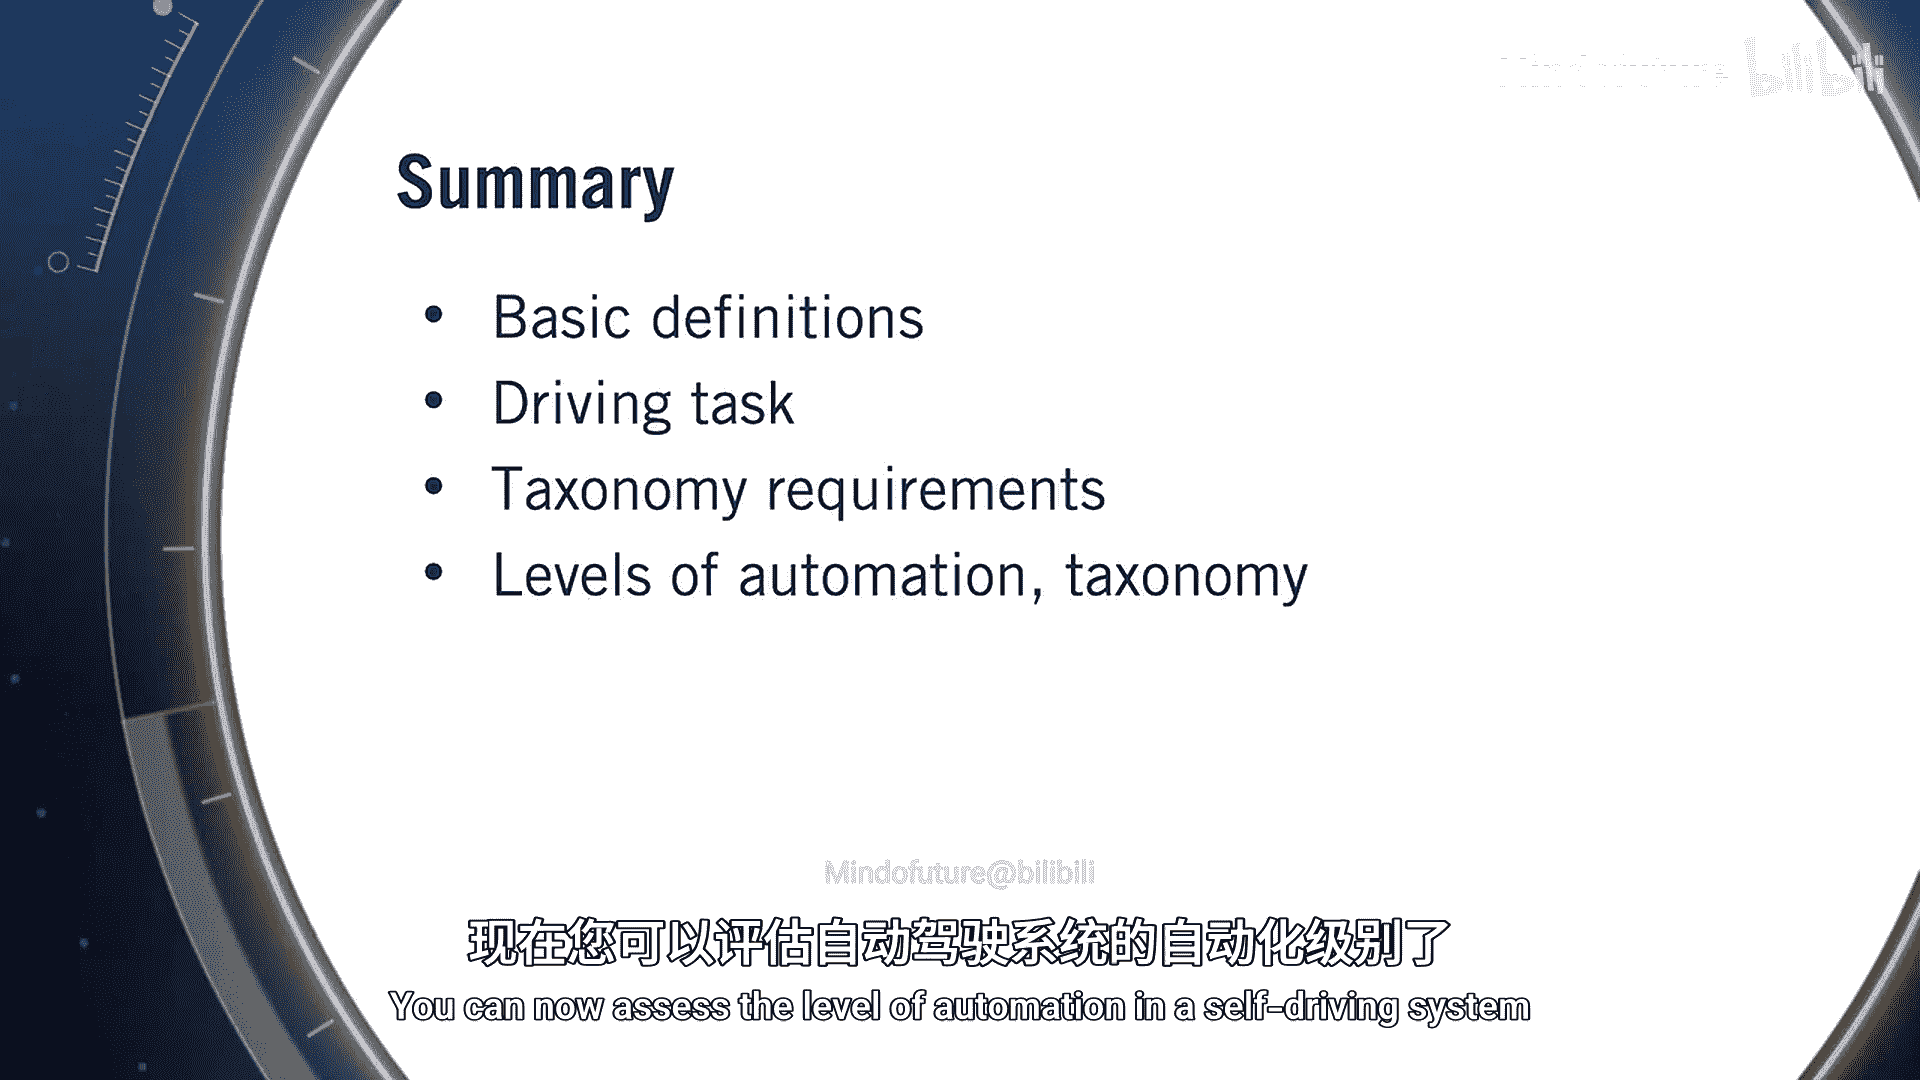 bilibili
Summary
• Basic definitions
• Driving task
• Taxonomy requirements
• Levels of automation, taxonomy
Mindofuture@bilibili
现在您可以评估自动驾驶系统的自动化级别了
You can now assess the level of automation in a self-driving system